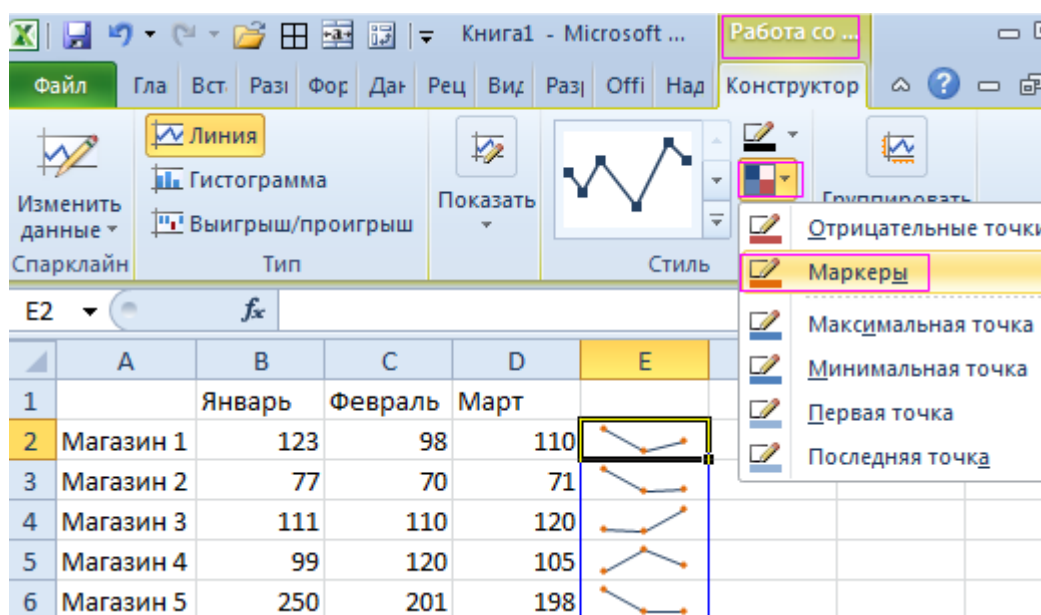 Книга1 - Microsoft ... Работа со ...
Файл Гла Вст Разı Фор Дан Рец Вид Разр Offi Над Конструктор
Линия
Гистограмма
Выигрыш/проигрыш
Изменить данные
Показать
Группировать
Спарклайн Тип Стиль
Отрицательные точки
Маркеры
Максимальная точка
Минимальная точка
Первая точка
Последняя точка
E2 fx
A B C D E
1 Январь Февраль Март
2 Магазин 1 123 98 110
3 Магазин 2 77 70 71
4 Магазин 3 111 110 120
5 Магазин 4 99 120 105
6 Магазин 5 250 201 198